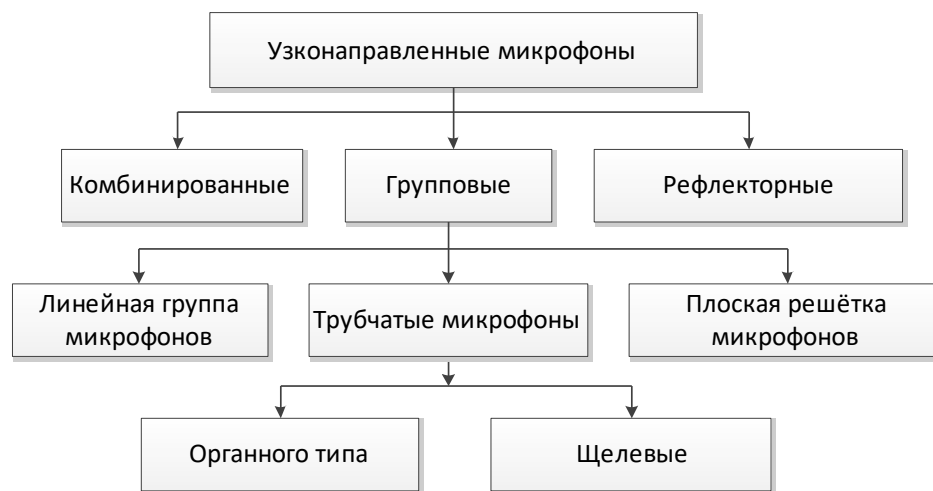 Узконаправленные микрофоны
Комбинированные
Групповые
Рефлекторные
Линейная группа
микрофонов
Трубчатые микрофоны
Плоская решётка
микрофонов
Органного типа
Щелевые